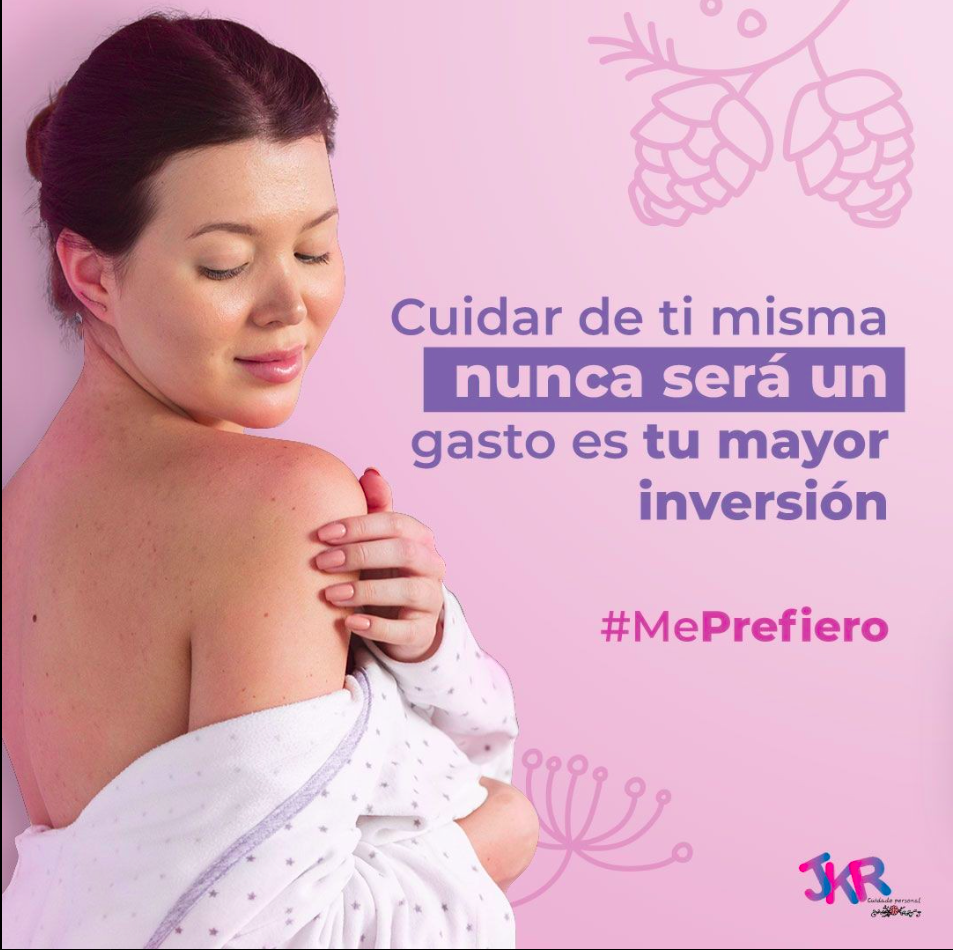 Cuidar de ti misma
nunca será un
gasto es tu mayor
inversión
#MePrefiero
JKR
Cuidado personal